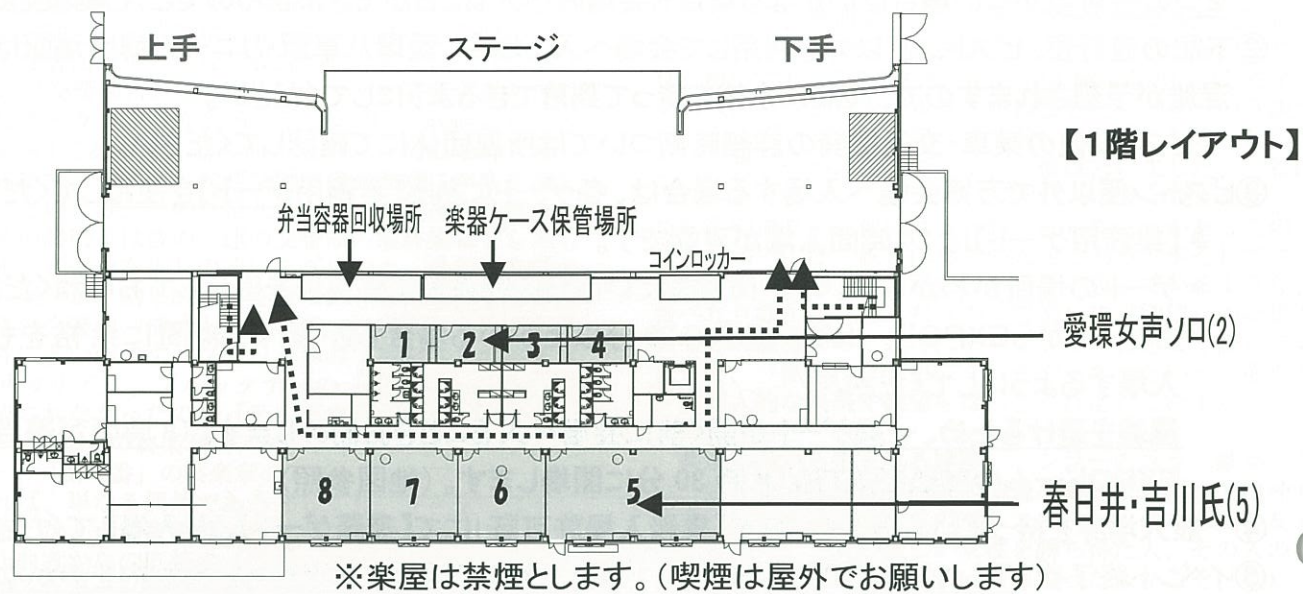 上手
ステージ
下手
【1階レイアウト】
弁当容器回収場所
楽器ケース保管場所
コインロッカー
1 2 3 4
愛環女声ソロ(2)
8 7 6 5
春日井・吉川氏(5)
※楽屋は禁煙とします。(喫煙は屋外でお願いします)